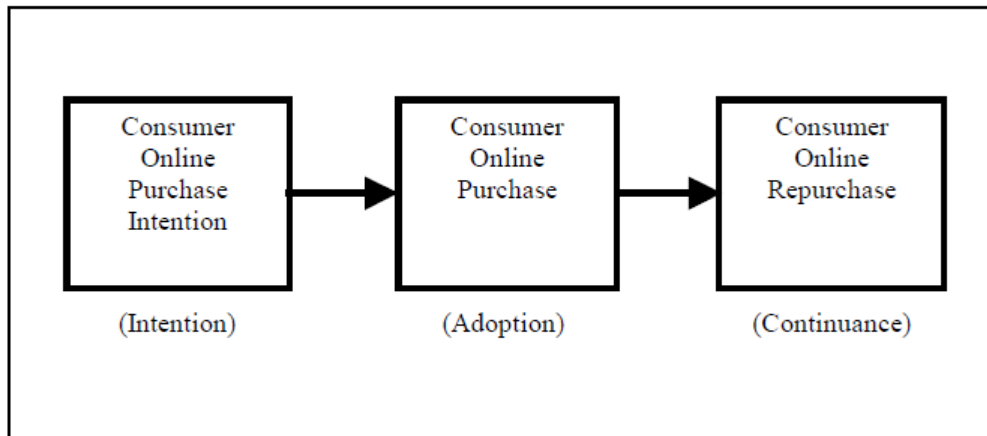 Consumer
Online
Purchase
Intention
Consumer
Online
Purchase
Consumer
Online
Repurchase
(Intention)
(Adoption)
(Continuance)